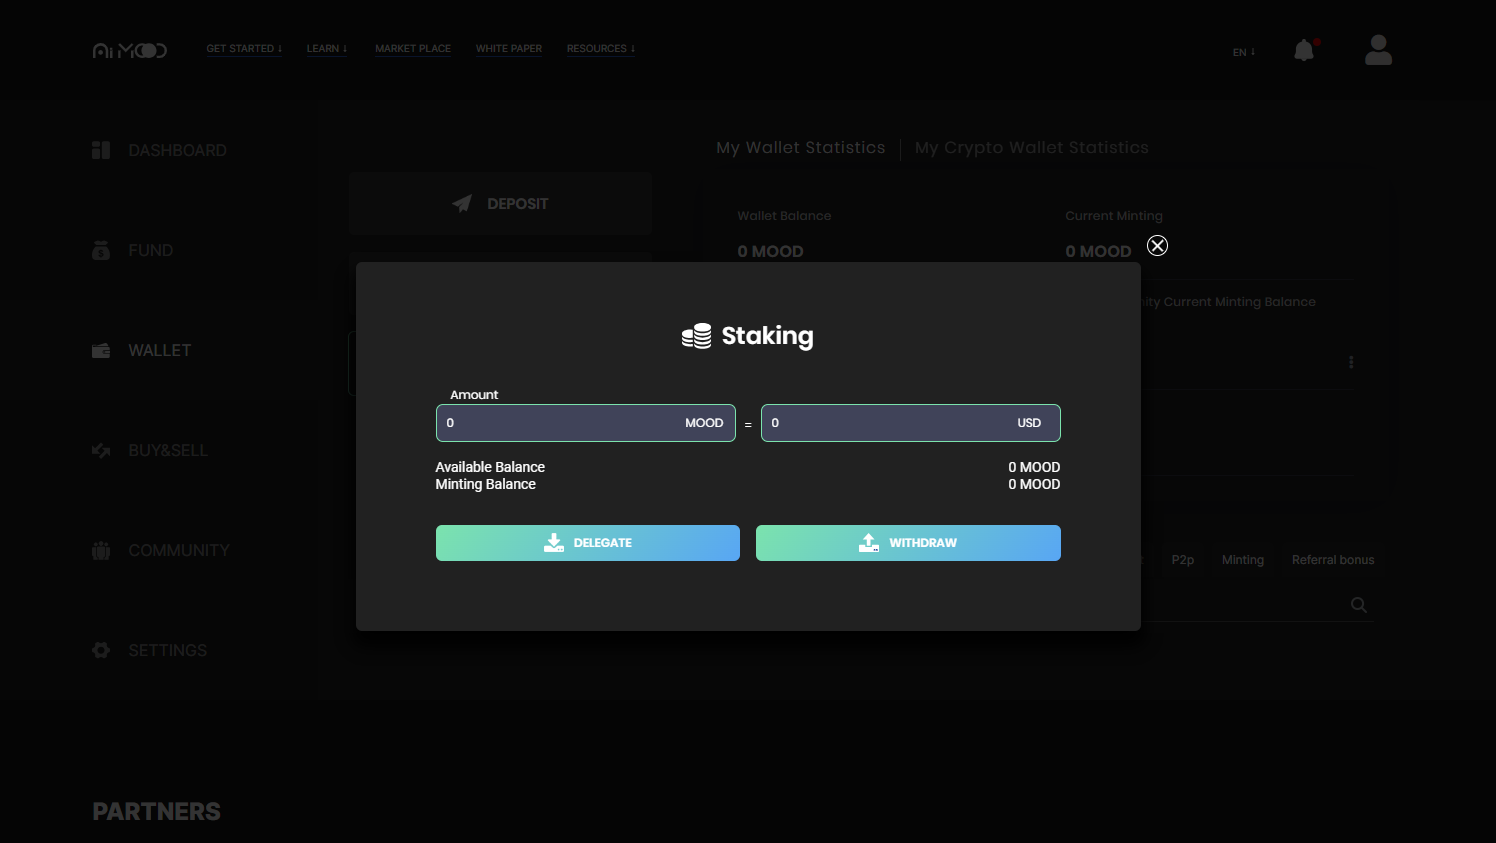 AiMOOD
GET STARTED ↓ LEARN ↓ MARKET PLACE WHITE PAPER RESOURCES ↓
EN ↓
DASHBOARD
FUND
WALLET
BUY&SELL
COMMUNITY
SETTINGS
DEPOSIT
My Wallet Statistics My Crypto Wallet Statistics
Wallet Balance Current Minting
0 MOOD 0 MOOD
Current Minting Balance
Staking
Amount
0 MOOD = 0 USD
Available Balance 0 MOOD
Minting Balance 0 MOOD
DELEGATE WITHDRAW
P2p Minting Referral bonus
PARTNERS